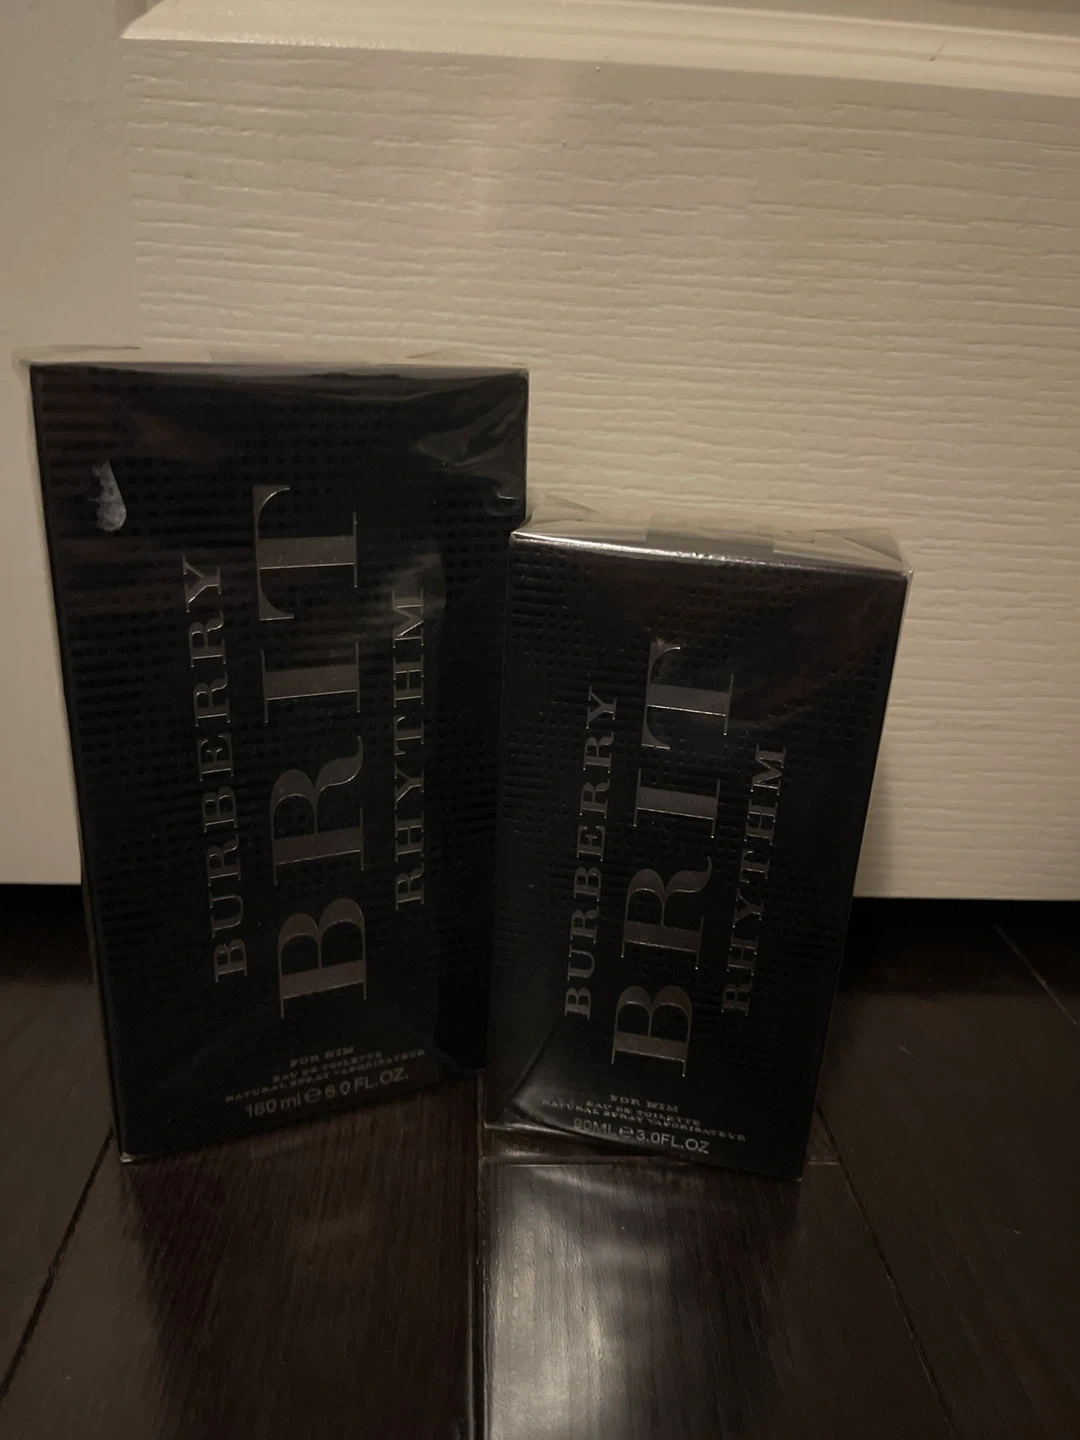 BURBERRY
BRIT
RHYTHM
FOR HIM
EAU DE TOILETTE
NATURAL SPRAY VAPORISATEUR
180 ml e 6.0 FL.OZ.
BURBERRY
BRIT
RHYTHM
FOR HIM
EAU DE TOILETTE
NATURAL SPRAY VAPORISATEUR
90ML e 3.0FL.OZ